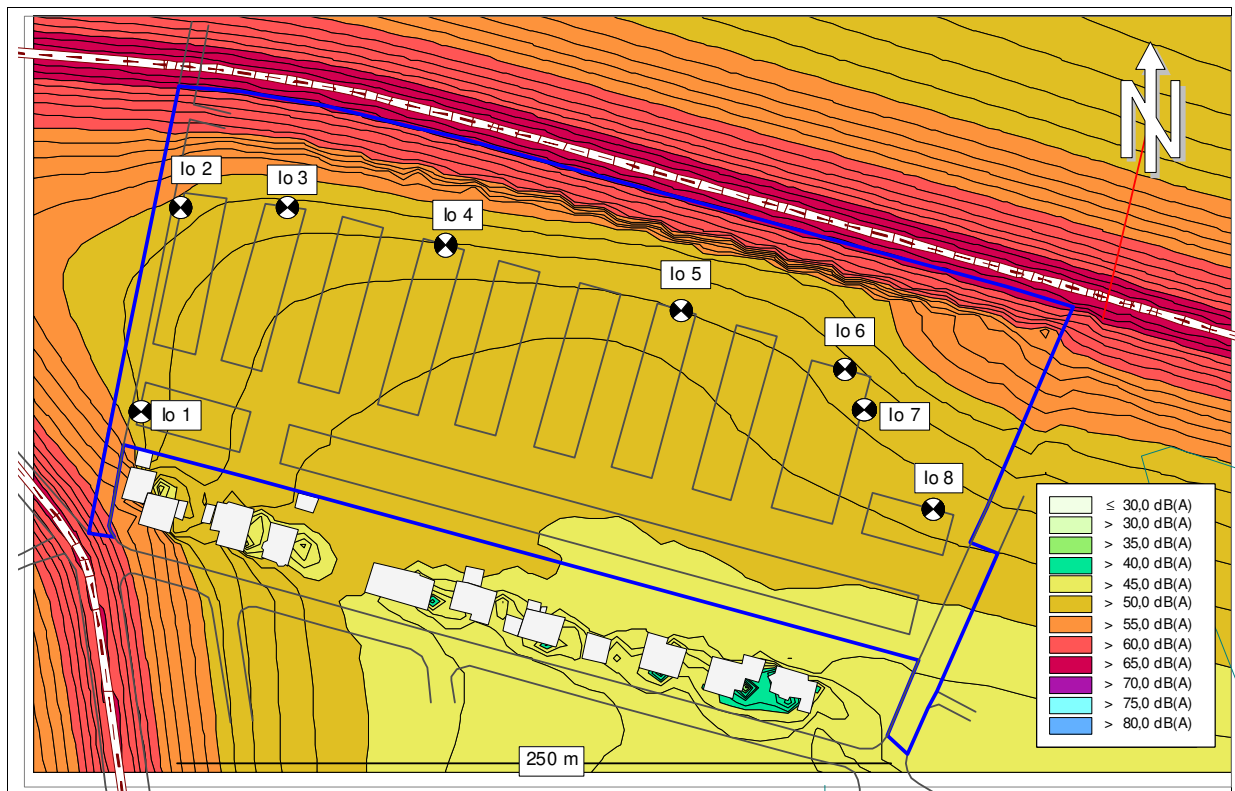 N
Io 2
Io 3
Io 4
Io 5
Io 6
Io 1
Io 7
Io 8
≤ 30,0 dB(A)
> 30,0 dB(A)
> 35,0 dB(A)
> 40,0 dB(A)
> 45,0 dB(A)
> 50,0 dB(A)
> 55,0 dB(A)
> 60,0 dB(A)
> 65,0 dB(A)
> 70,0 dB(A)
> 75,0 dB(A)
> 80,0 dB(A)
250 m